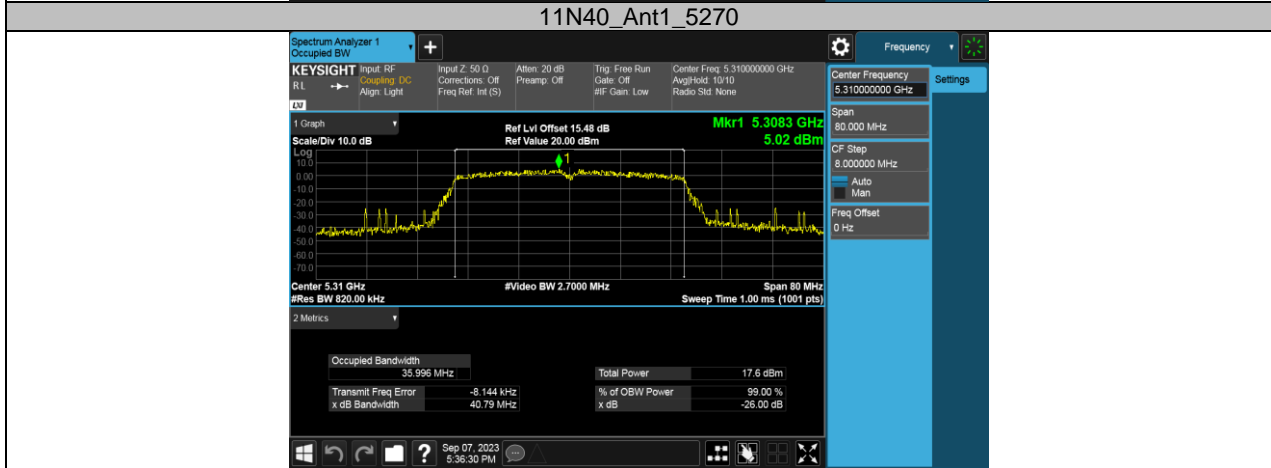 11N40_Ant1_5270
Spectrum Analyzer 1
Occupied BW
Frequency
KEYSIGHT Input: RF Input Z: 50 Ω Atten: 20 dB Trig: Free Run Center Freq: 5.310000000 GHz
Coupling: DC Corrections: Off Preamp: Off Gate: Off Avg|Hold: 10/10
RL Align: Light Freq Ref: Int (S) #IF Gain: Low Radio Std: None
LXI
Center Frequency
5.310000000 GHz
Settings
Span
80.000 MHz
CF Step
8.000000 MHz
Auto
Man
Freq Offset
0 Hz
1 Graph
Ref Lvl Offset 15.48 dB
Mkr1 5.3083 GHz
Scale/Div 10.0 dB
Ref Value 20.00 dBm
5.02 dBm
Log
10.0
0.00
-10.0
-20.0
-30.0
-40.0
-50.0
-60.0
-70.0
1
Center 5.31 GHz #Video BW 2.7000 MHz Span 80 MHz
#Res BW 820.00 kHz Sweep Time 1.00 ms (1001 pts)
2 Metrics
Occupied Bandwidth
35.996 MHz
Total Power 17.6 dBm
Transmit Freq Error -8.144 kHz % of OBW Power 99.00 %
x dB Bandwidth 40.79 MHz x dB -26.00 dB
?
Sep 07, 2023
5:36:30 PM